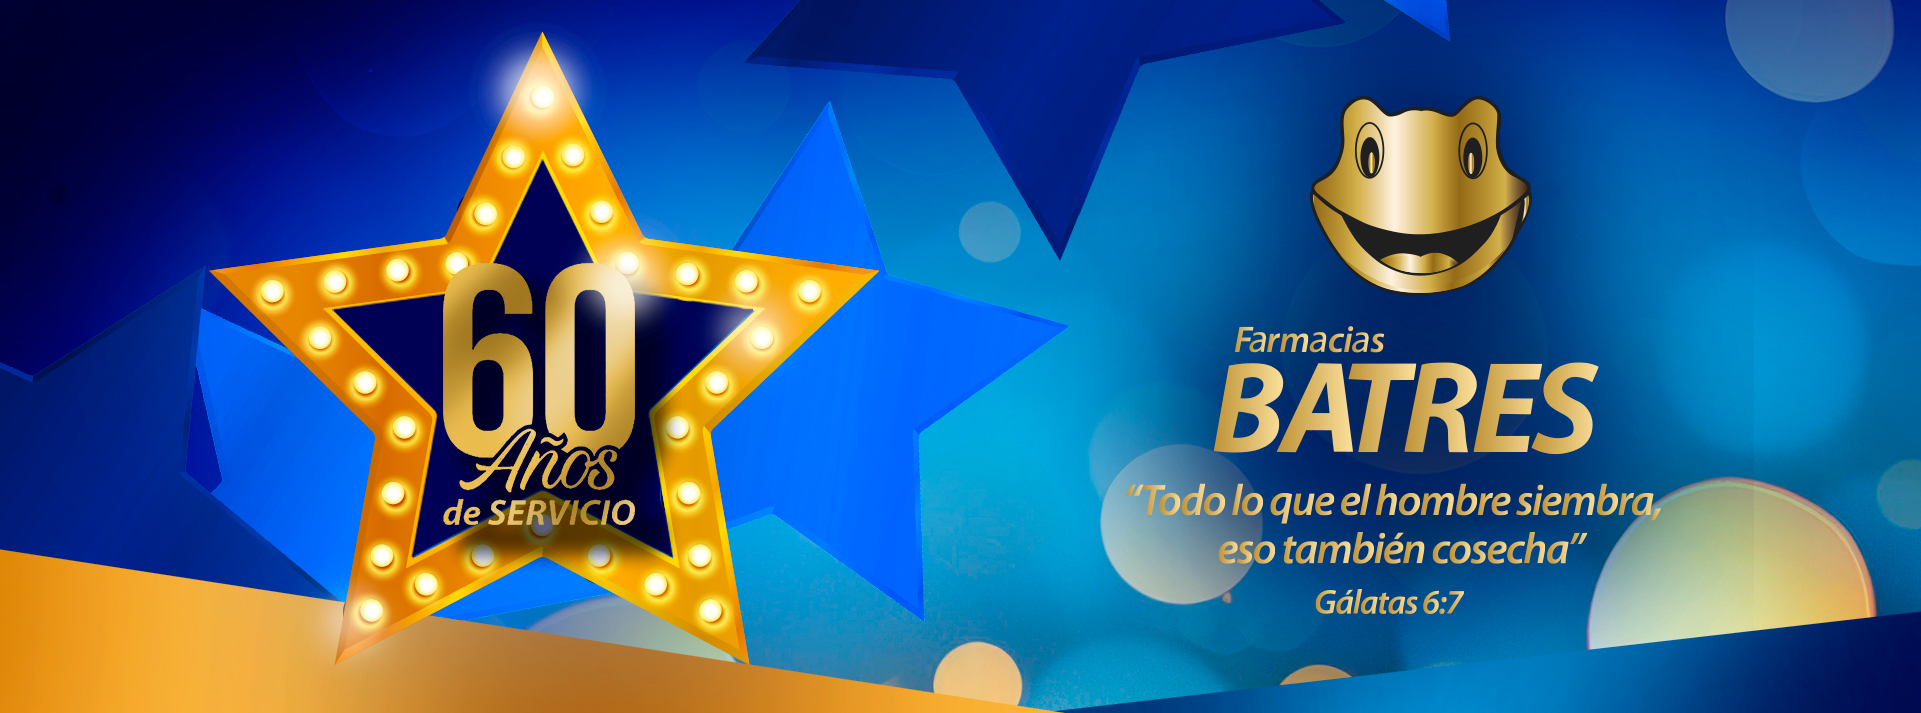 60
Años
de SERVICIO
Farmacias
BATRES
“Todo lo que el hombre siembra,
eso también cosecha”
Gálatas 6:7